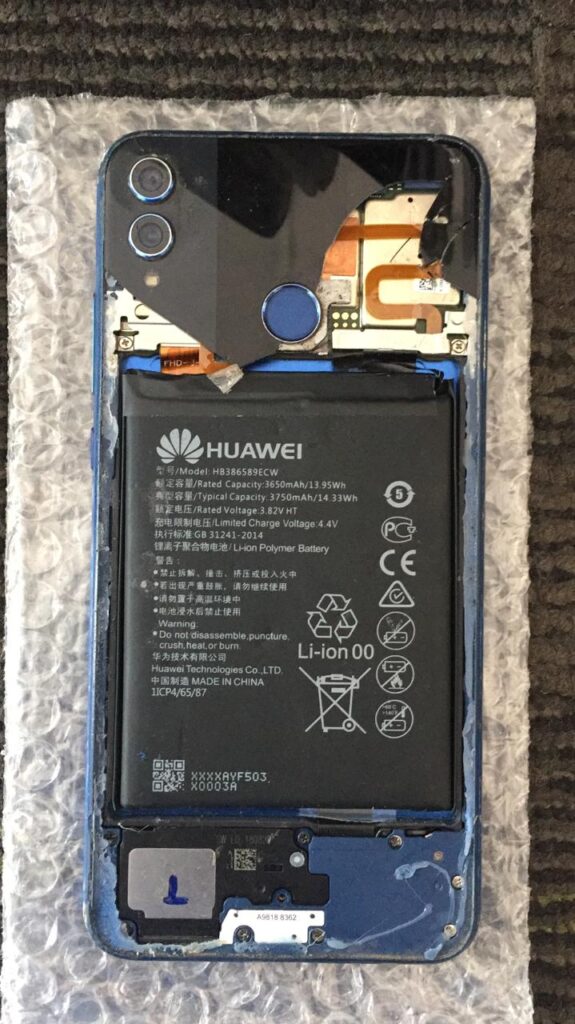 FHD-J
HUAWEI
型号/Model: HB386589ECW
额定容量/Rated Capacity:3650mAh/13.95Wh
典型容量/Typical Capacity:3750mAh/14.33Wh
额定电压/Rated Voltage:3.82V HT
充电限制电压/Limited Charge Voltage:4.4V
执行标准:GB 31241-2014
锂离子聚合物电池/Li-ion Polymer Battery
警告:
•禁止拆解、撞击、挤压或投入火中
•若出现严重鼓胀, 请勿继续使用
•请勿置于高温环境中
•电池浸水后禁止使用
Warning:
•Do not disassemble,puncture,
crush,heat,or burn.
华为技术有限公司
Huawei Technologies Co.,LTD.
中国制造 MADE IN CHINA
1ICP4/65/87
5
PC
CE
Li-ion 00
XXXXAYF503
X0003A
1
A9818 8362